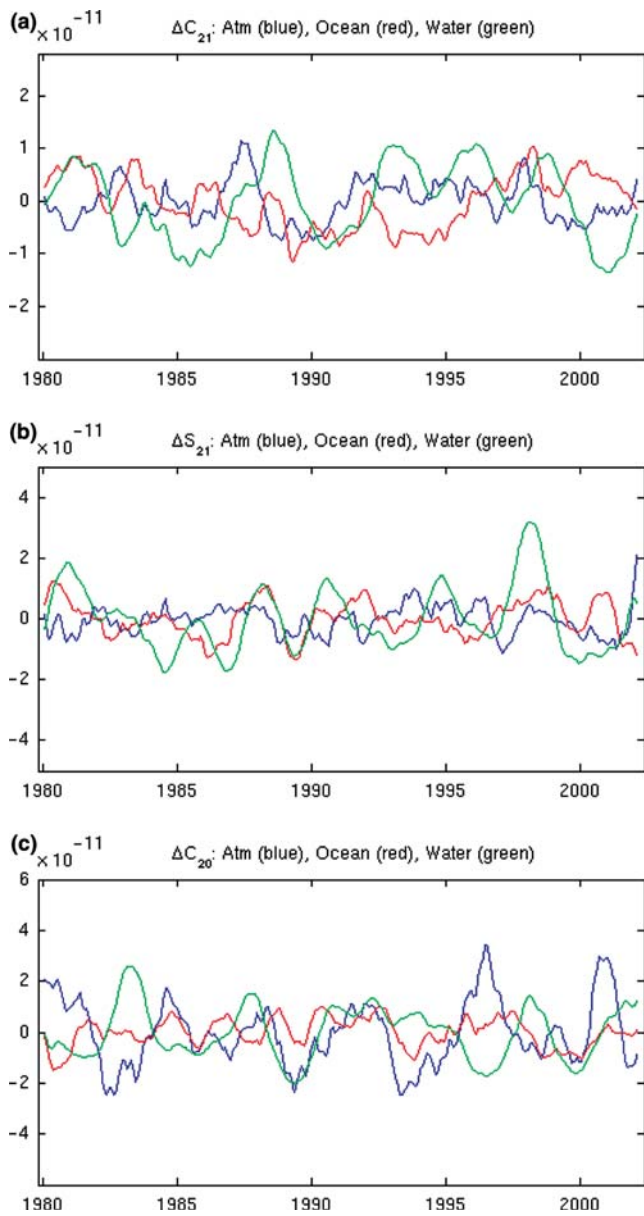 (a) × 10⁻¹¹
ΔC₂₁: Atm (blue), Ocean (red), Water (green)
2
1
0
-1
-2
1980 1985 1990 1995 2000
(b) × 10⁻¹¹
ΔS₂₁: Atm (blue), Ocean (red), Water (green)
4
2
0
-2
-4
1980 1985 1990 1995 2000
(c) × 10⁻¹¹
ΔC₂₀: Atm (blue), Ocean (red), Water (green)
6
4
2
0
-2
-4
1980 1985 1990 1995 2000